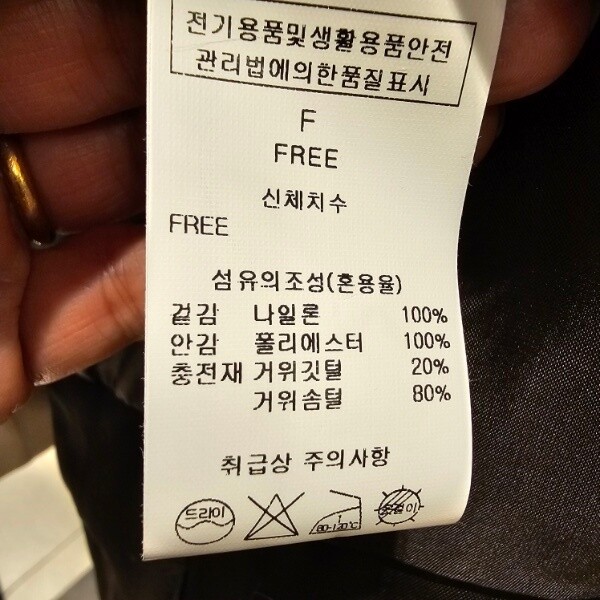 전기용품및생활용품안전
관리법에의한품질표시
F
FREE
신체치수
FREE
섬유의조성(혼용율)
겉감 나일론 100%
안감 폴리에스터 100%
충전재 거위깃털 20%
거위솜털 80%
취급상 주의사항
드라이 80-120℃ 옷걸이